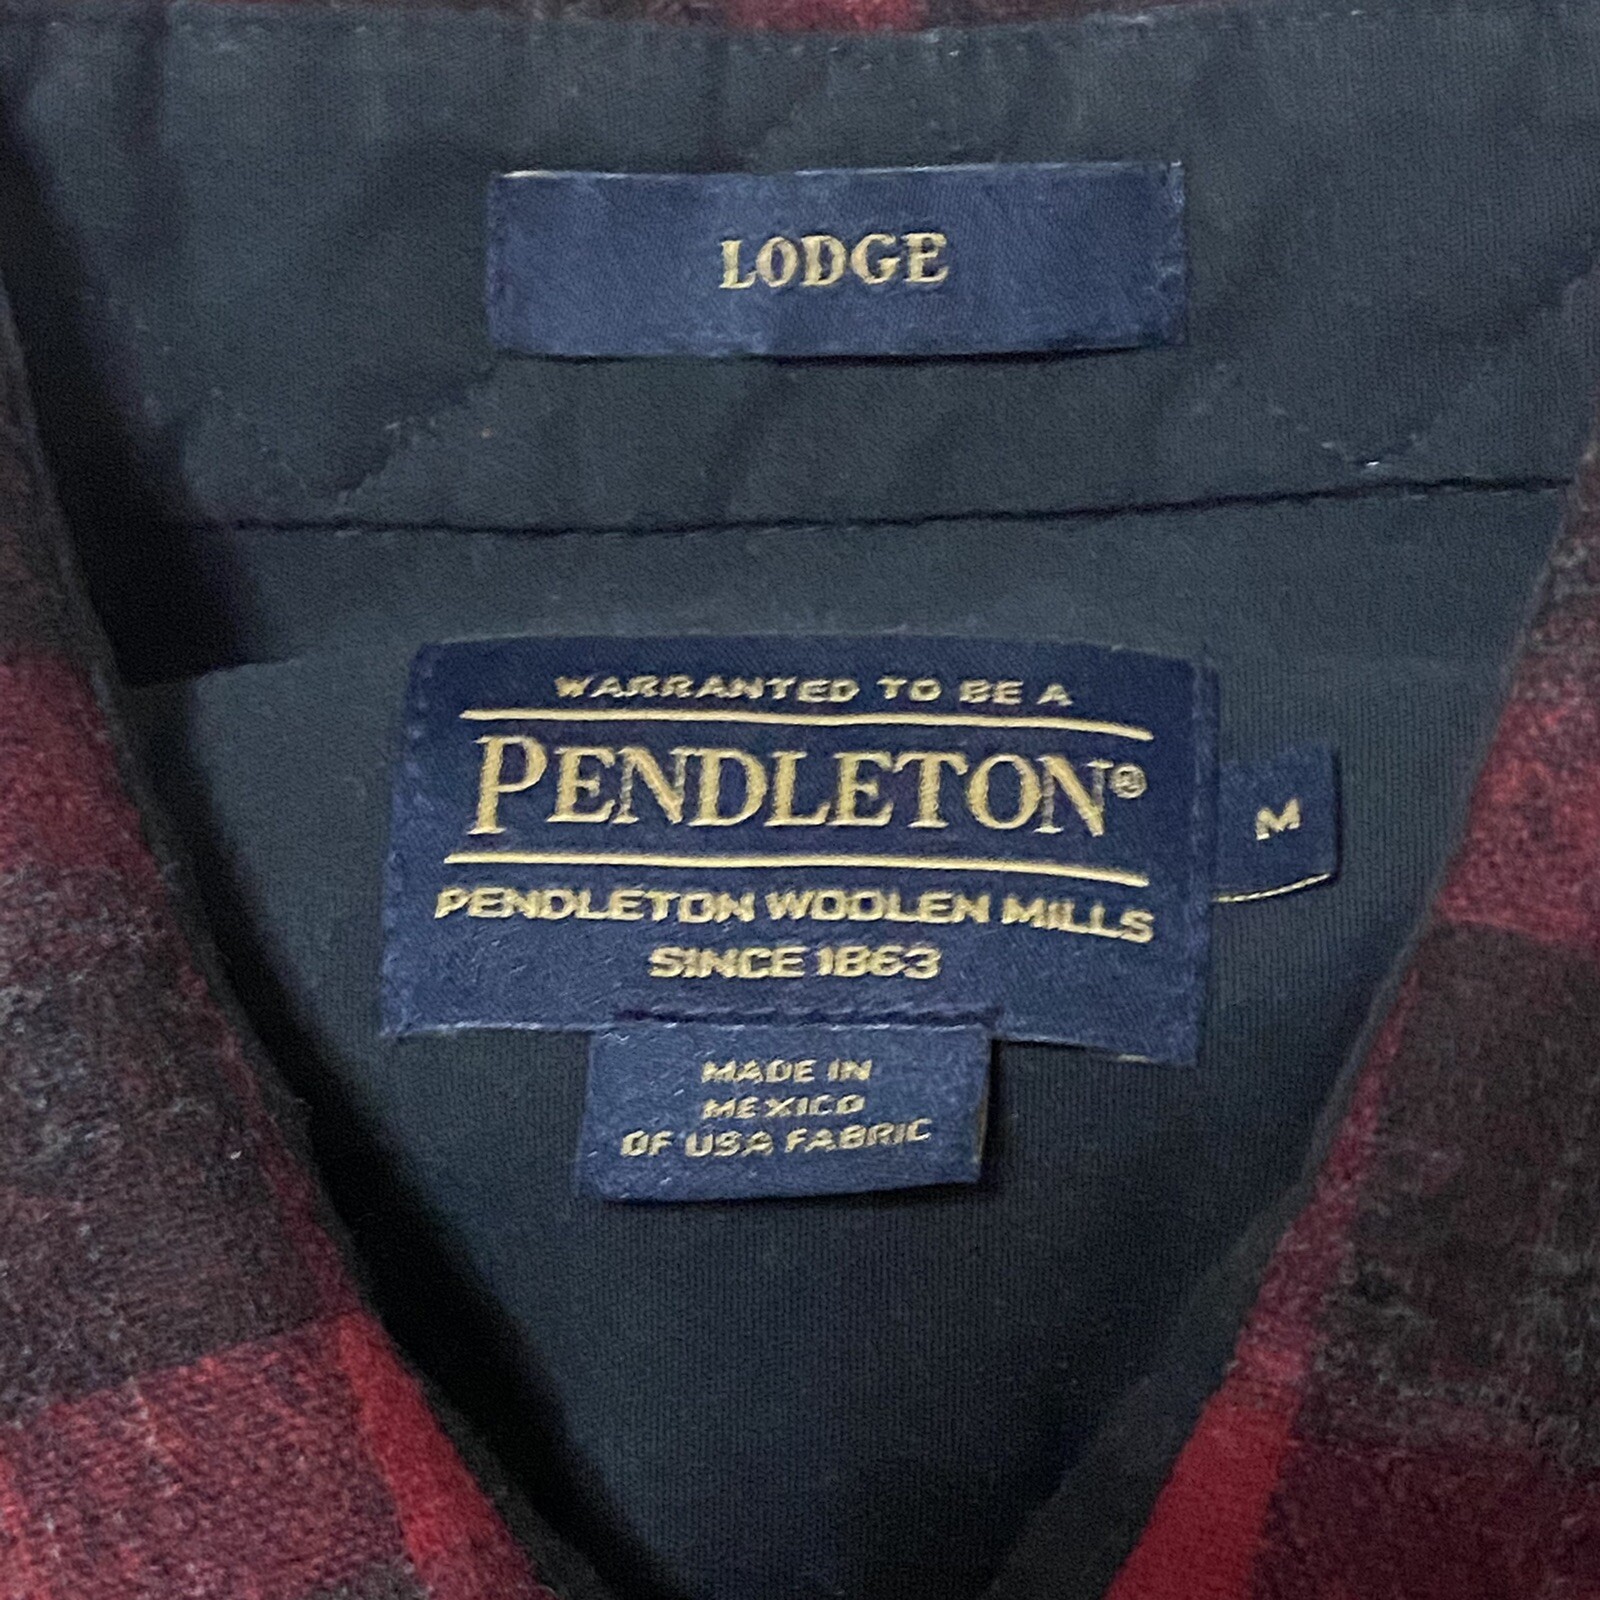 LODGE
WARRANTED TO BE A
PENDLETON®
M
PENDLETON WOOLEN MILLS
SINCE 1863
MADE IN
MEXICO
OF USA FABRIC